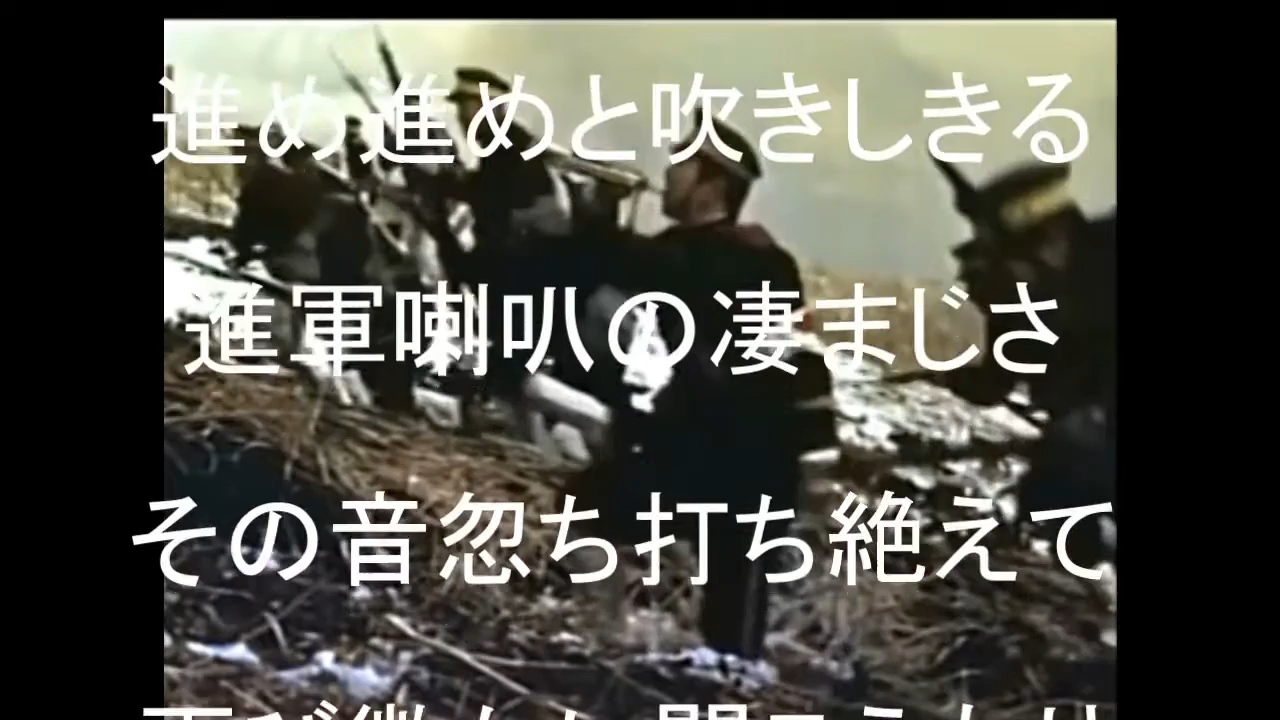 進め進めと吹きしきる
進軍喇叭の凄まじさ
その音忽ち打ち絶えて